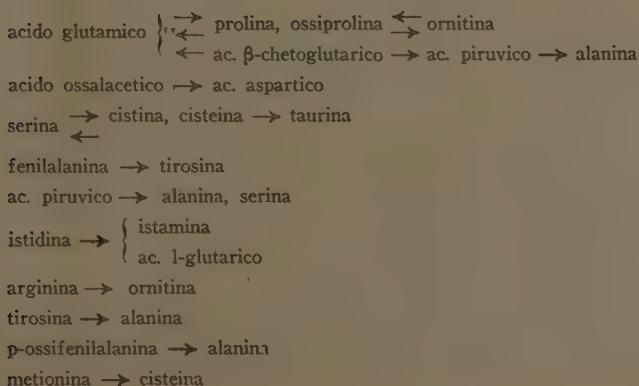 acido glutamico { ⇄ prolina, ossiprolina ⇄ ornitina
← ac. β-chetoglutarico → ac. piruvico → alanina
acido ossalacetico → ac. aspartico
serina ⇄ cistina, cisteina → taurina
fenilalanina → tirosina
ac. piruvico → alanina, serina
istidina → { istamina
ac. l-glutarico
arginina → ornitina
tirosina → alanina
p-ossifenilalanina → alanina
metionina → cisteina